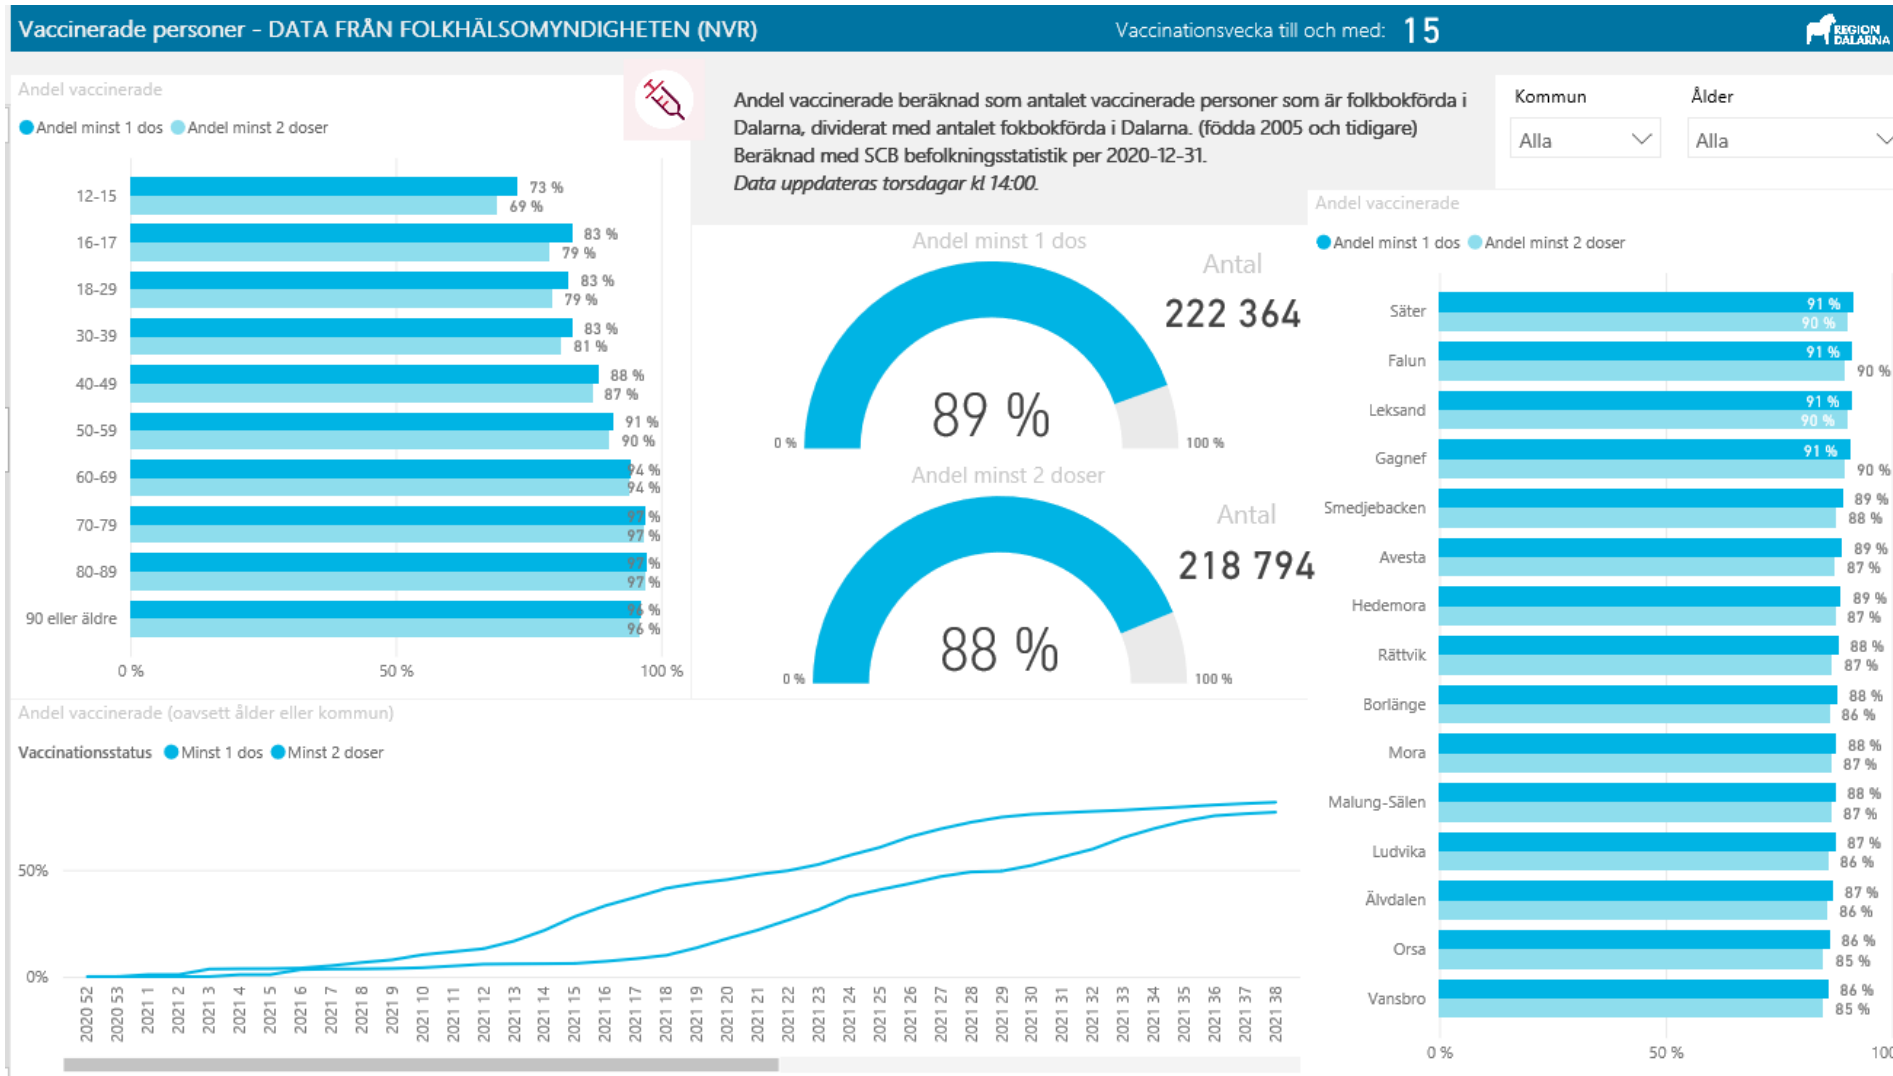 Vaccinerade personer - DATA FRÅN FOLKHÄLSOMYNDIGHETEN (NVR)
Vaccinationsvecka till och med: 15
REGION
DALARNA
Andel vaccinerade
Andel minst 1 dos Andel minst 2 doser
12-15 73 %
69 %
16-17 83 %
79 %
18-29 83 %
79 %
30-39 83 %
81 %
40-49 88 %
87 %
50-59 91 %
90 %
60-69 94 %
94 %
70-79 97 %
97 %
80-89 97 %
97 %
90 eller äldre 96 %
96 %
0 % 50 % 100 %
Andel vaccinerade beräknad som antalet vaccinerade personer som är folkbokförda i
Dalarna, dividerat med antalet fokbokförda i Dalarna. (födda 2005 och tidigare)
Beräknad med SCB befolkningsstatistik per 2020-12-31.
Data uppdateras torsdagar kl 14:00.
Kommun Ålder
Alla Alla
Andel minst 1 dos
Antal
222 364
89 %
0 % 100 %
Andel minst 2 doser
Antal
218 794
88 %
0 % 100 %
Andel vaccinerade
Andel minst 1 dos Andel minst 2 doser
Säter 91 %
90 %
Falun 91 %
90 %
Leksand 91 %
90 %
Gagnef 91 %
90 %
Smedjebacken 89 %
88 %
Avesta 89 %
87 %
Hedemora 89 %
87 %
Rättvik 88 %
87 %
Borlänge 88 %
86 %
Mora 88 %
87 %
Malung-Sälen 88 %
87 %
Ludvika 87 %
86 %
Älvdalen 87 %
86 %
Orsa 86 %
85 %
Vansbro 86 %
85 %
0 % 50 % 100
Andel vaccinerade (oavsett ålder eller kommun)
Vaccinationsstatus Minst 1 dos Minst 2 doser
50%
0%
2020 52
2020 53
2021 1
2021 2
2021 3
2021 4
2021 5
2021 6
2021 7
2021 8
2021 9
2021 10
2021 11
2021 12
2021 13
2021 14
2021 15
2021 16
2021 17
2021 18
2021 19
2021 20
2021 21
2021 22
2021 23
2021 24
2021 25
2021 26
2021 27
2021 28
2021 29
2021 30
2021 31
2021 32
2021 33
2021 34
2021 35
2021 36
2021 37
2021 38